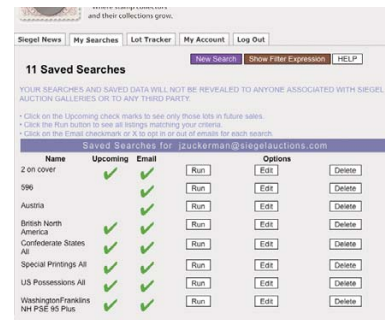 where stamp collectors
and their collections grow.
Siegel News My Searches Lot Tracker My Account Log Out
New Search Show Filter Expression HELP
11 Saved Searches
YOUR SEARCHES AND SAVED DATA WILL NOT BE REVEALED TO ANYONE ASSOCIATED WITH SIEGEL
AUCTION GALLERIES OR TO ANY THIRD PARTY.
• Click on the Upcoming check marks to see only those lots in future sales.
• Click the Run button to see all listings matching your criteria.
• Click on the Email checkmark or X to opt in or out of emails for each search.
Saved Searches for jzuckerman@siegelauctions.com
Name Upcoming Email Options
2 on cover Run Edit Delete
596 Run Edit Delete
Austria Run Edit Delete
British North
America Run Edit Delete
Confederate States
All Run Edit Delete
Special Printings All Run Edit Delete
US Possessions All Run Edit Delete
WashingtonFranklins
NH PSE 95 Plus Run Edit Delete